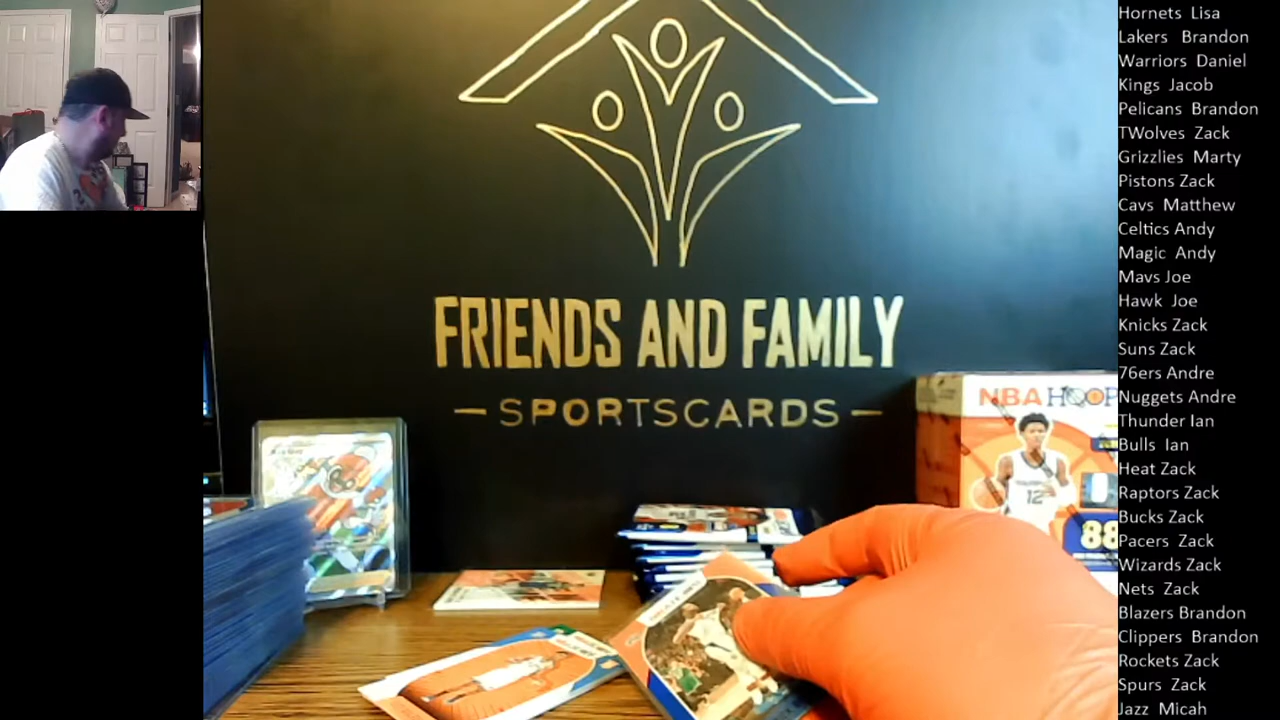 FRIENDS AND FAMILY
SPORTSCARDS
NBA HOOP
12
88
Hornets Lisa
Lakers Brandon
Warriors Daniel
Kings Jacob
Pelicans Brandon
TWolves Zack
Grizzlies Marty
Pistons Zack
Cavs Matthew
Celtics Andy
Magic Andy
Mavs Joe
Hawk Joe
Knicks Zack
Suns Zack
76ers Andre
Nuggets Andre
Thunder Ian
Bulls Ian
Heat Zack
Raptors Zack
Bucks Zack
Pacers Zack
Wizards Zack
Nets Zack
Blazers Brandon
Clippers Brandon
Rockets Zack
Spurs Zack
Jazz Micah